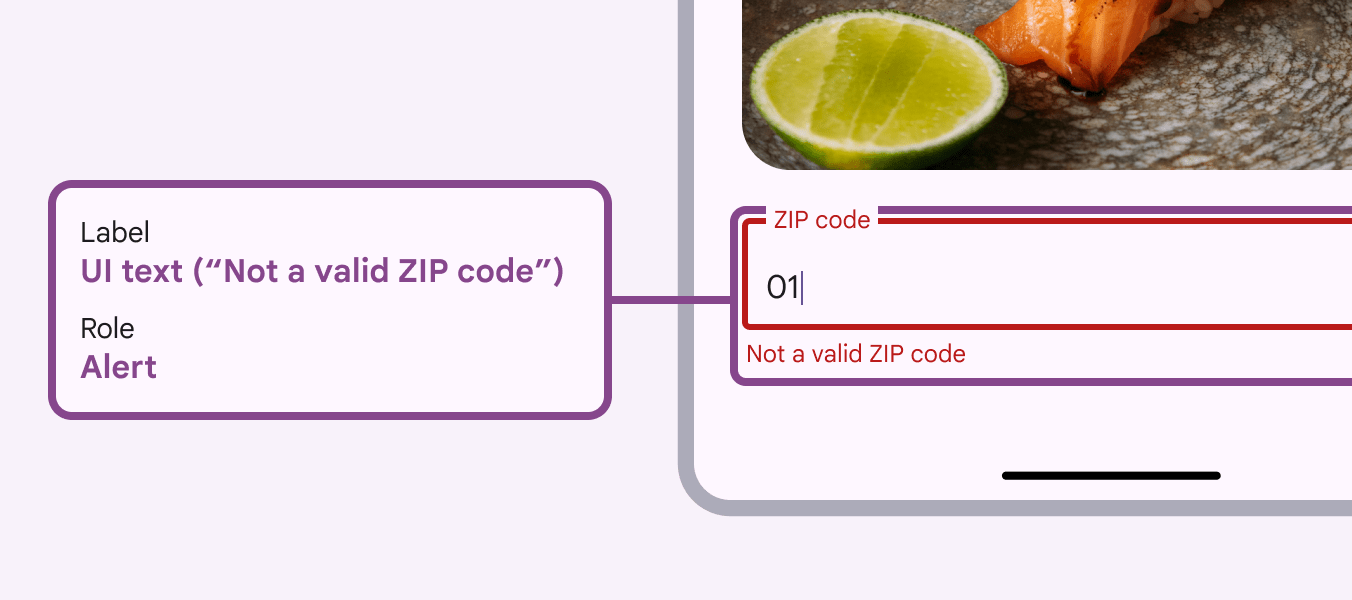 Label
UI text (“Not a valid ZIP code”)
Role
Alert
ZIP code
01
Not a valid ZIP code